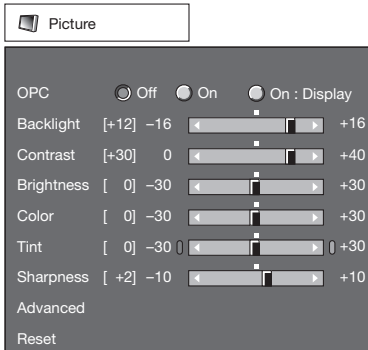 Picture
OPC Off On On : Display
Backlight [+12] –16 +16
Contrast [+30] 0 +40
Brightness [ 0] –30 +30
Color [ 0] –30 +30
Tint [ 0] –30 +30
Sharpness [ +2] –10 +10
Advanced
Reset